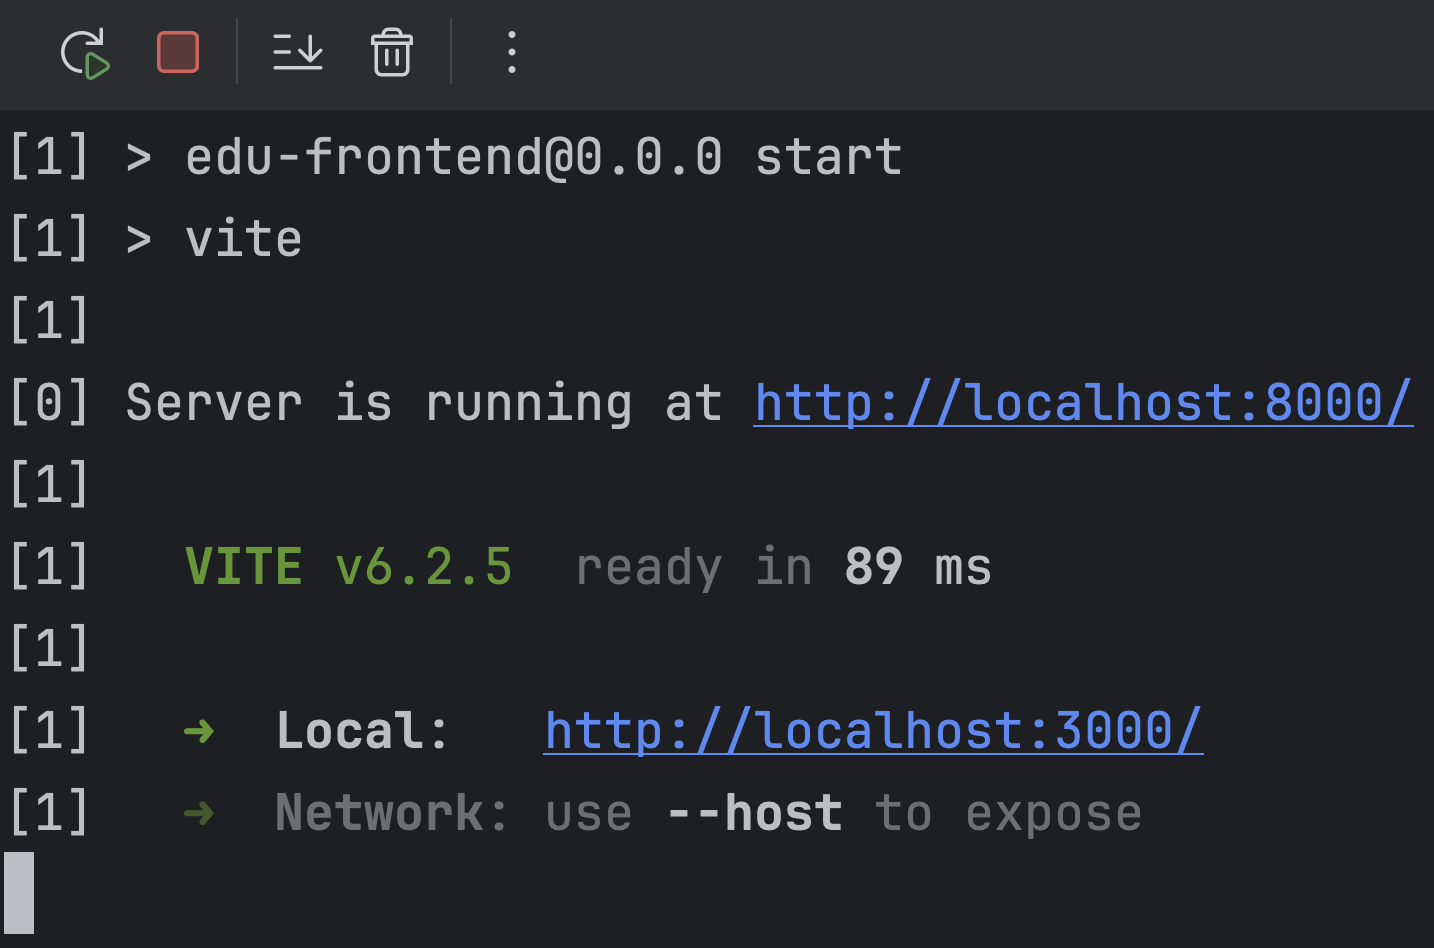 [1] > edu-frontend@0.0.0 start
[1] > vite
[1]
[0] Server is running at http://localhost:8000/
[1]
[1]   VITE v6.2.5  ready in 89 ms
[1]
[1]   ➜  Local:   http://localhost:3000/
[1]   ➜  Network: use --host to expose